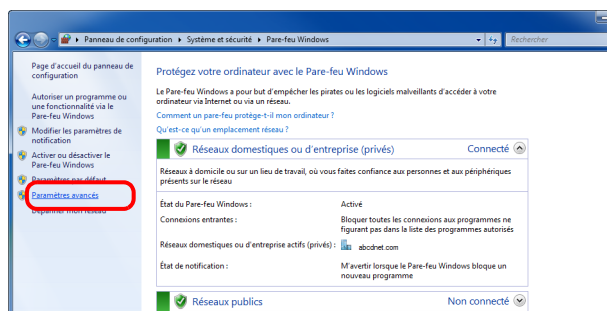 Panneau de configuration ▸ Système et sécurité ▸ Pare-feu Windows
Rechercher
Page d'accueil du panneau de
configuration
Autoriser un programme ou
une fonctionnalité via le
Pare-feu Windows
Modifier les paramètres de
notification
Activer ou désactiver le
Pare-feu Windows
Paramètres par défaut
Paramètres avancés
Dépanner mon réseau
Protégez votre ordinateur avec le Pare-feu Windows
Le Pare-feu Windows a pour but d'empêcher les pirates ou les logiciels malveillants d'accéder à votre
ordinateur via Internet ou via un réseau.
Comment un pare-feu protège-t-il mon ordinateur ?
Qu'est-ce qu'un emplacement réseau ?
Réseaux domestiques ou d'entreprise (privés) Connecté
Réseaux à domicile ou sur un lieu de travail, où vous faites confiance aux personnes et aux périphériques
présents sur le réseau
État du Pare-feu Windows : Activé
Connexions entrantes : Bloquer toutes les connexions aux programmes ne
figurant pas dans la liste des programmes autorisés
Réseaux domestiques ou d'entreprise actifs (privés) : abcdnet.com
État de notification : M'avertir lorsque le Pare-feu Windows bloque un
nouveau programme
Réseaux publics Non connecté